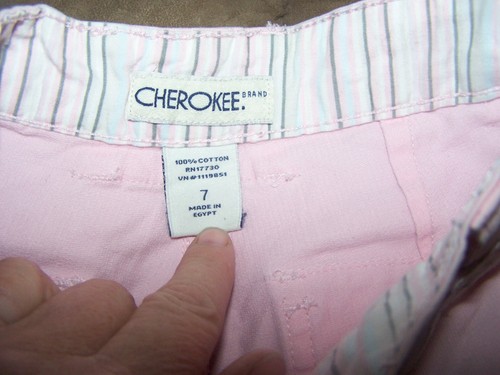 CHEROKEE. BRAND
100% COTTON
RN17730
VN#1119851
7
MADE IN
EGYPT